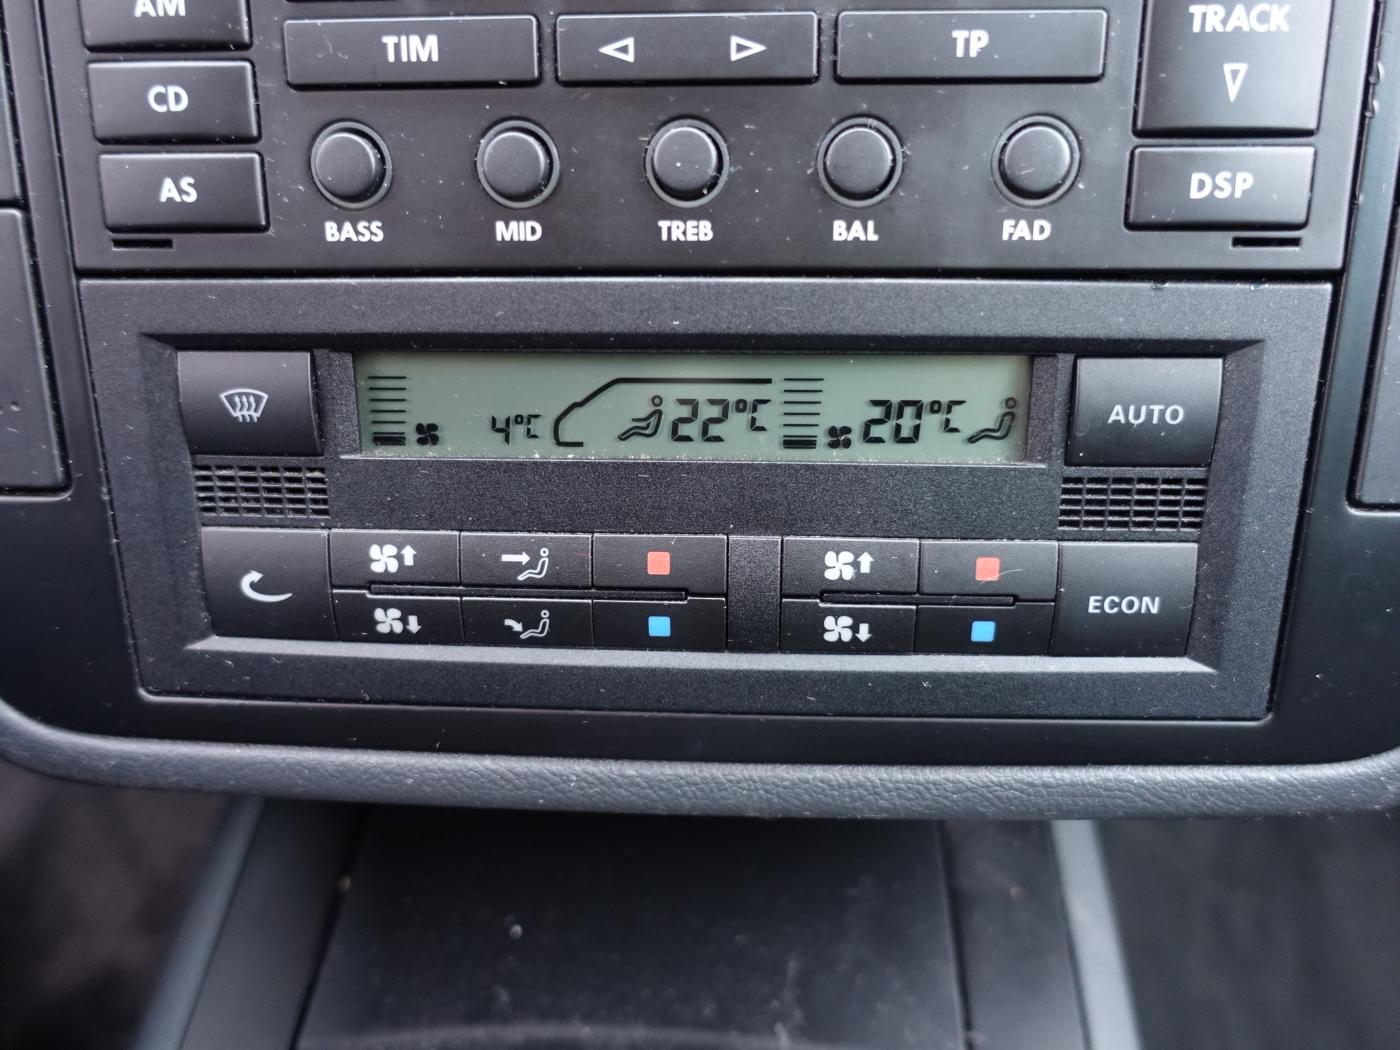 AM
TIM
TP
TRACK
CD
AS
DSP
BASS
MID
TREB
BAL
FAD
4°C
22°C
20°C
AUTO
ECON